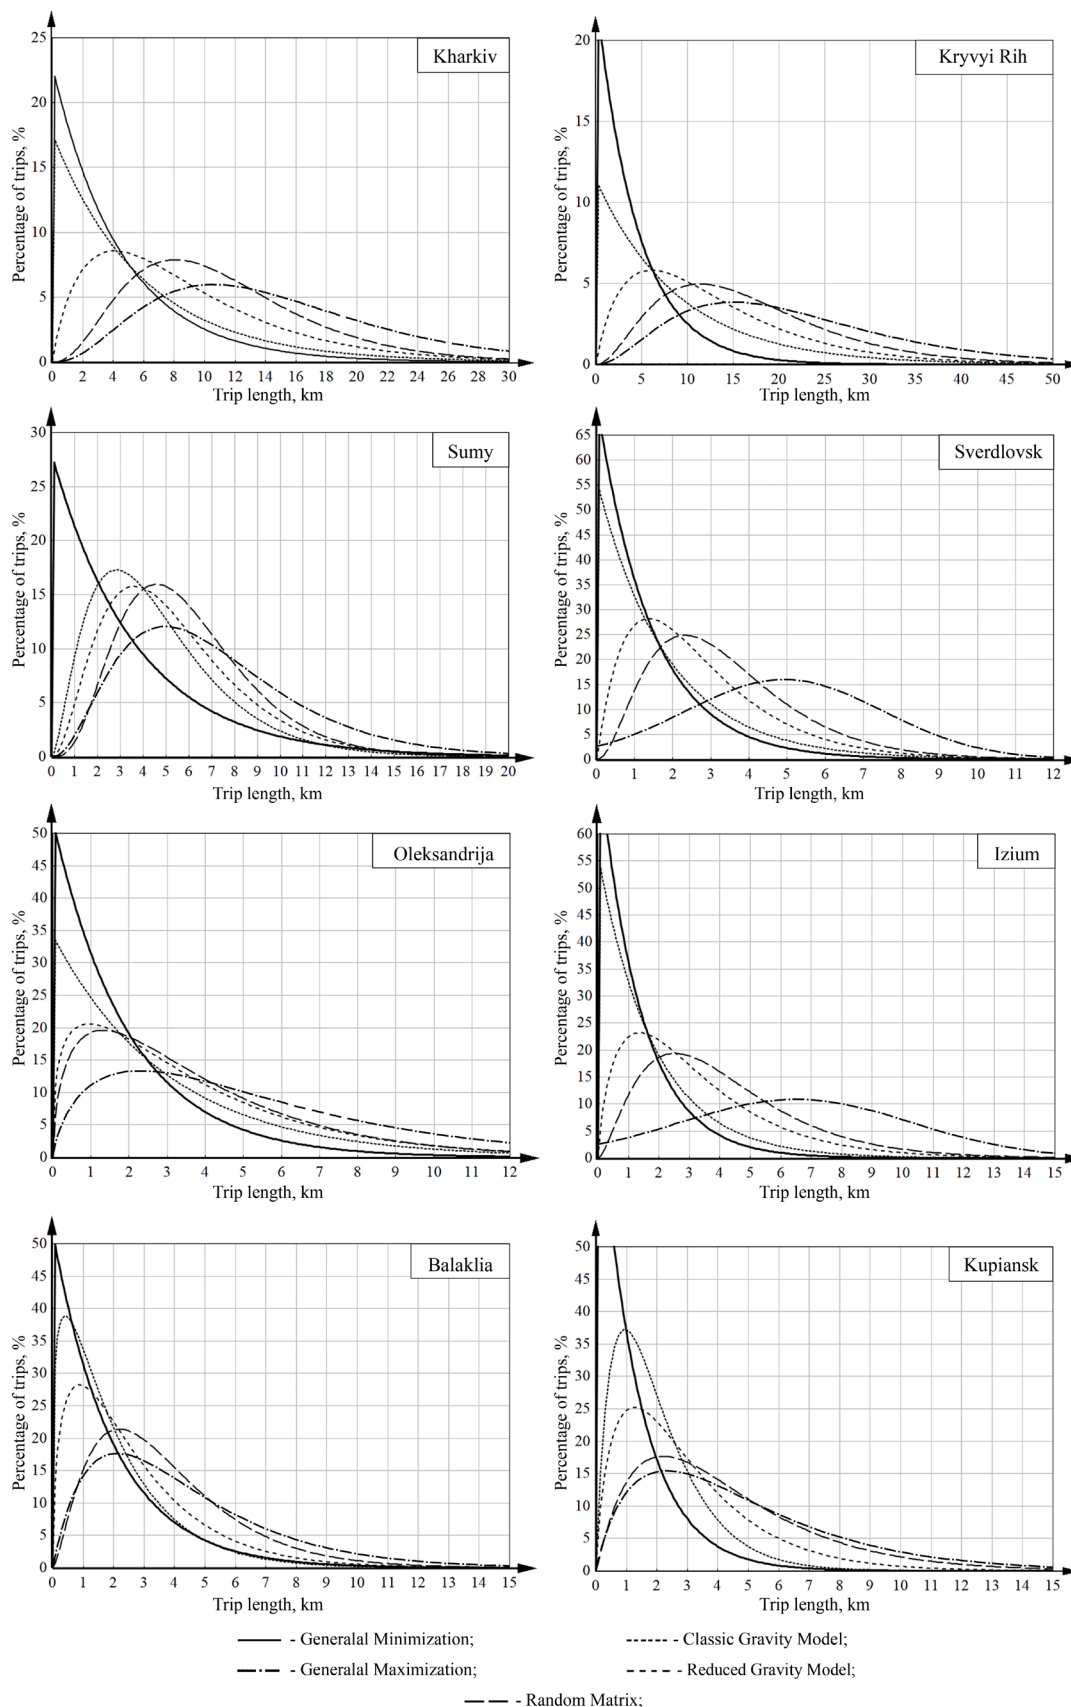 Kharkiv
Percentage of trips, %
25
20
15
10
5
0
0 2 4 6 8 10 12 14 16 18 20 22 24 26 28 30
Trip length, km
Kryvyi Rih
Percentage of trips, %
20
15
10
5
0
0 5 10 15 20 25 30 35 40 45 50
Trip length, km
Sumy
Percentage of trips, %
30
25
20
15
10
5
0
0 1 2 3 4 5 6 7 8 9 10 11 12 13 14 16 17 18 19 20
Trip length, km
Sverdlovsk
Percentage of trips, %
65
60
55
50
45
40
35
30
25
20
15
10
5
0
0 1 2 3 4 5 6 7 8 9 10 11 12
Trip length, km
Oleksandrija
Percentage of trips, %
50
45
40
35
30
25
20
15
10
5
0
0 1 2 3 4 5 6 7 8 9 10 11 12
Trip length, km
Izium
Percentage of trips, %
60
55
50
45
40
35
30
25
20
15
10
5
0
0 1 2 3 4 5 6 7 8 9 10 11 12 13 14 15
Trip length, km
Balaklia
Percentage of trips, %
50
45
40
35
30
25
20
15
10
5
0
0 1 2 3 4 5 6 7 8 9 10 11 12 13 14 15
Trip length, km
Kupiansk
Percentage of trips, %
50
45
40
35
30
25
20
15
10
5
0
0 1 2 3 4 5 6 7 8 9 10 11 12 13 14 15
Trip length, km
- Generalal Minimization;
- Classic Gravity Model;
- Generalal Maximization;
- Reduced Gravity Model;
- Random Matrix;